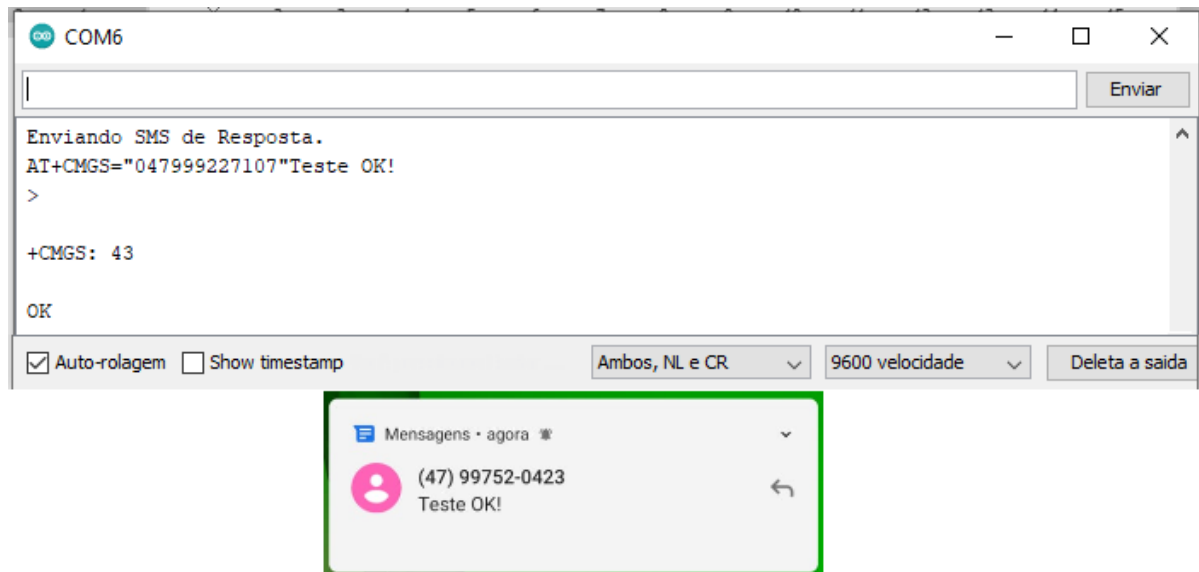 COM6
Enviar
Enviando SMS de Resposta.
AT+CMGS="047999227107"Teste OK!
>
+CMGS: 43
OK
Auto-rolagem Show timestamp Ambos, NL e CR 9600 velocidade Deleta a saida
Mensagens • agora
(47) 99752-0423
Teste OK!